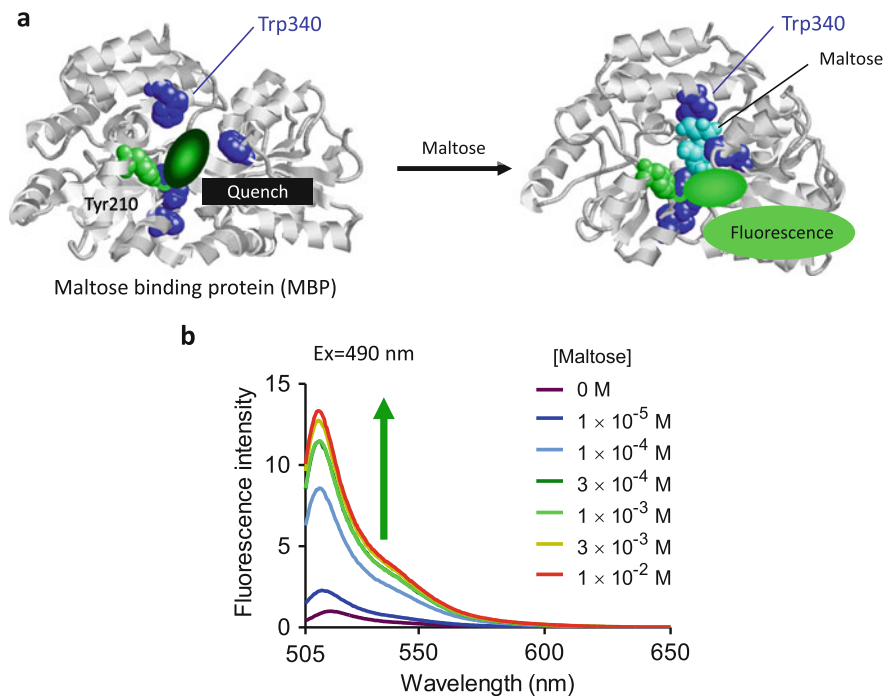 a
Trp340
Tyr210
Quench
Maltose binding protein (MBP)
Maltose
Trp340
Maltose
Fluorescence
b
Ex=490 nm
[Maltose]
0 M
1 × 10⁻⁵ M
1 × 10⁻⁴ M
3 × 10⁻⁴ M
1 × 10⁻³ M
3 × 10⁻³ M
1 × 10⁻² M
Fluorescence intensity
15
10
5
0
505
550
600
650
Wavelength (nm)